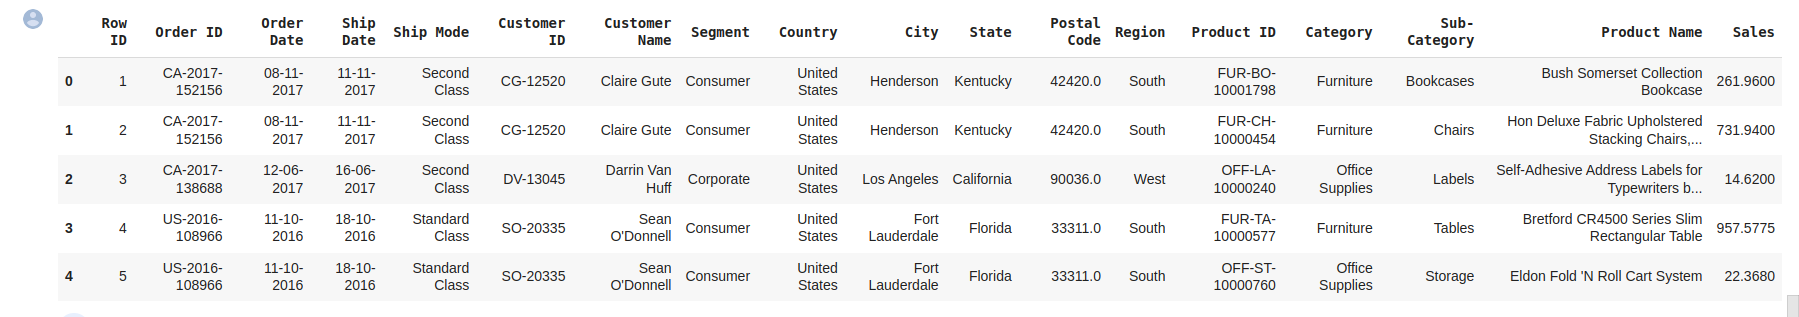 Row ID Order ID Order Date Ship Date Ship Mode Customer ID Customer Name Segment Country City State Postal Code Region Product ID Category Sub-Category Product Name Sales
0 1 CA-2017-152156 08-11-2017 11-11-2017 Second Class CG-12520 Claire Gute Consumer United States Henderson Kentucky 42420.0 South FUR-BO-10001798 Furniture Bookcases Bush Somerset Collection Bookcase 261.9600
1 2 CA-2017-152156 08-11-2017 11-11-2017 Second Class CG-12520 Claire Gute Consumer United States Henderson Kentucky 42420.0 South FUR-CH-10000454 Furniture Chairs Hon Deluxe Fabric Upholstered Stacking Chairs,... 731.9400
2 3 CA-2017-138688 12-06-2017 16-06-2017 Second Class DV-13045 Darrin Van Huff Corporate United States Los Angeles California 90036.0 West OFF-LA-10000240 Office Supplies Labels Self-Adhesive Address Labels for Typewriters b... 14.6200
3 4 US-2016-108966 11-10-2016 18-10-2016 Standard Class SO-20335 Sean O'Donnell Consumer United States Fort Lauderdale Florida 33311.0 South FUR-TA-10000577 Furniture Tables Bretford CR4500 Series Slim Rectangular Table 957.5775
4 5 US-2016-108966 11-10-2016 18-10-2016 Standard Class SO-20335 Sean O'Donnell Consumer United States Fort Lauderdale Florida 33311.0 South OFF-ST-10000760 Office Supplies Storage Eldon Fold 'N Roll Cart System 22.3680